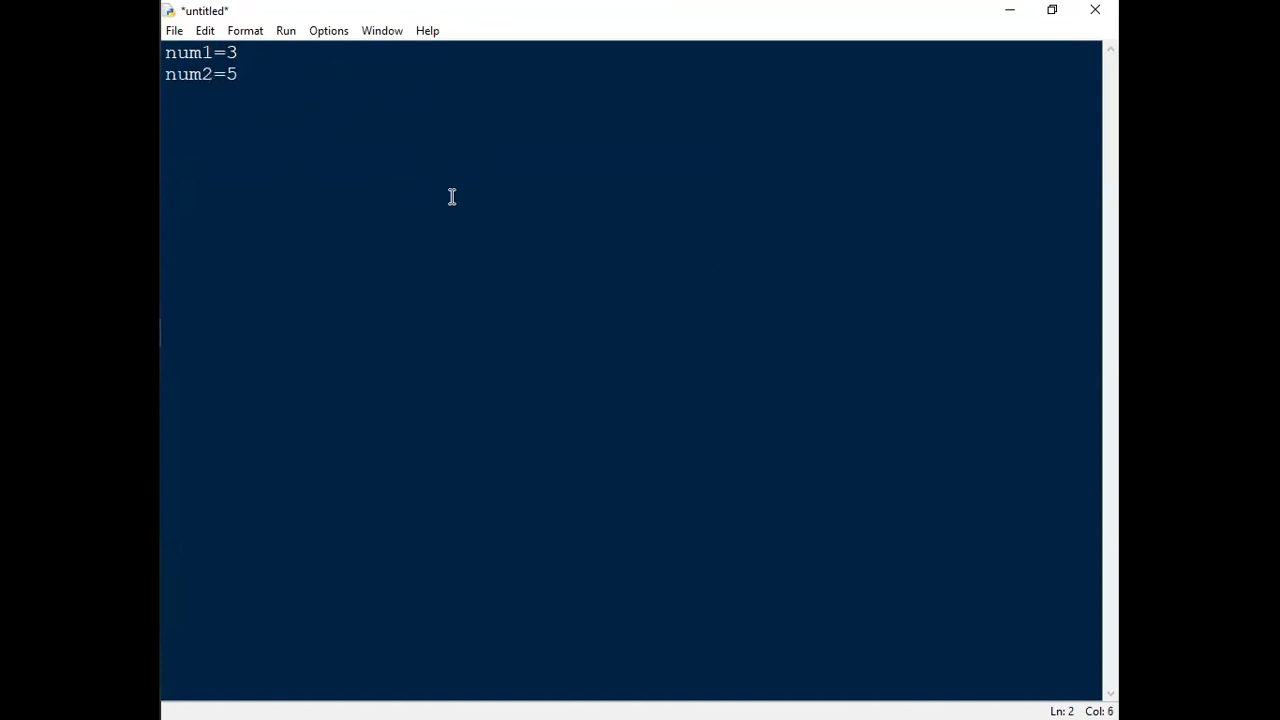 *untitled*
File Edit Format Run Options Window Help
num1=3
num2=5
Ln: 2 Col: 6